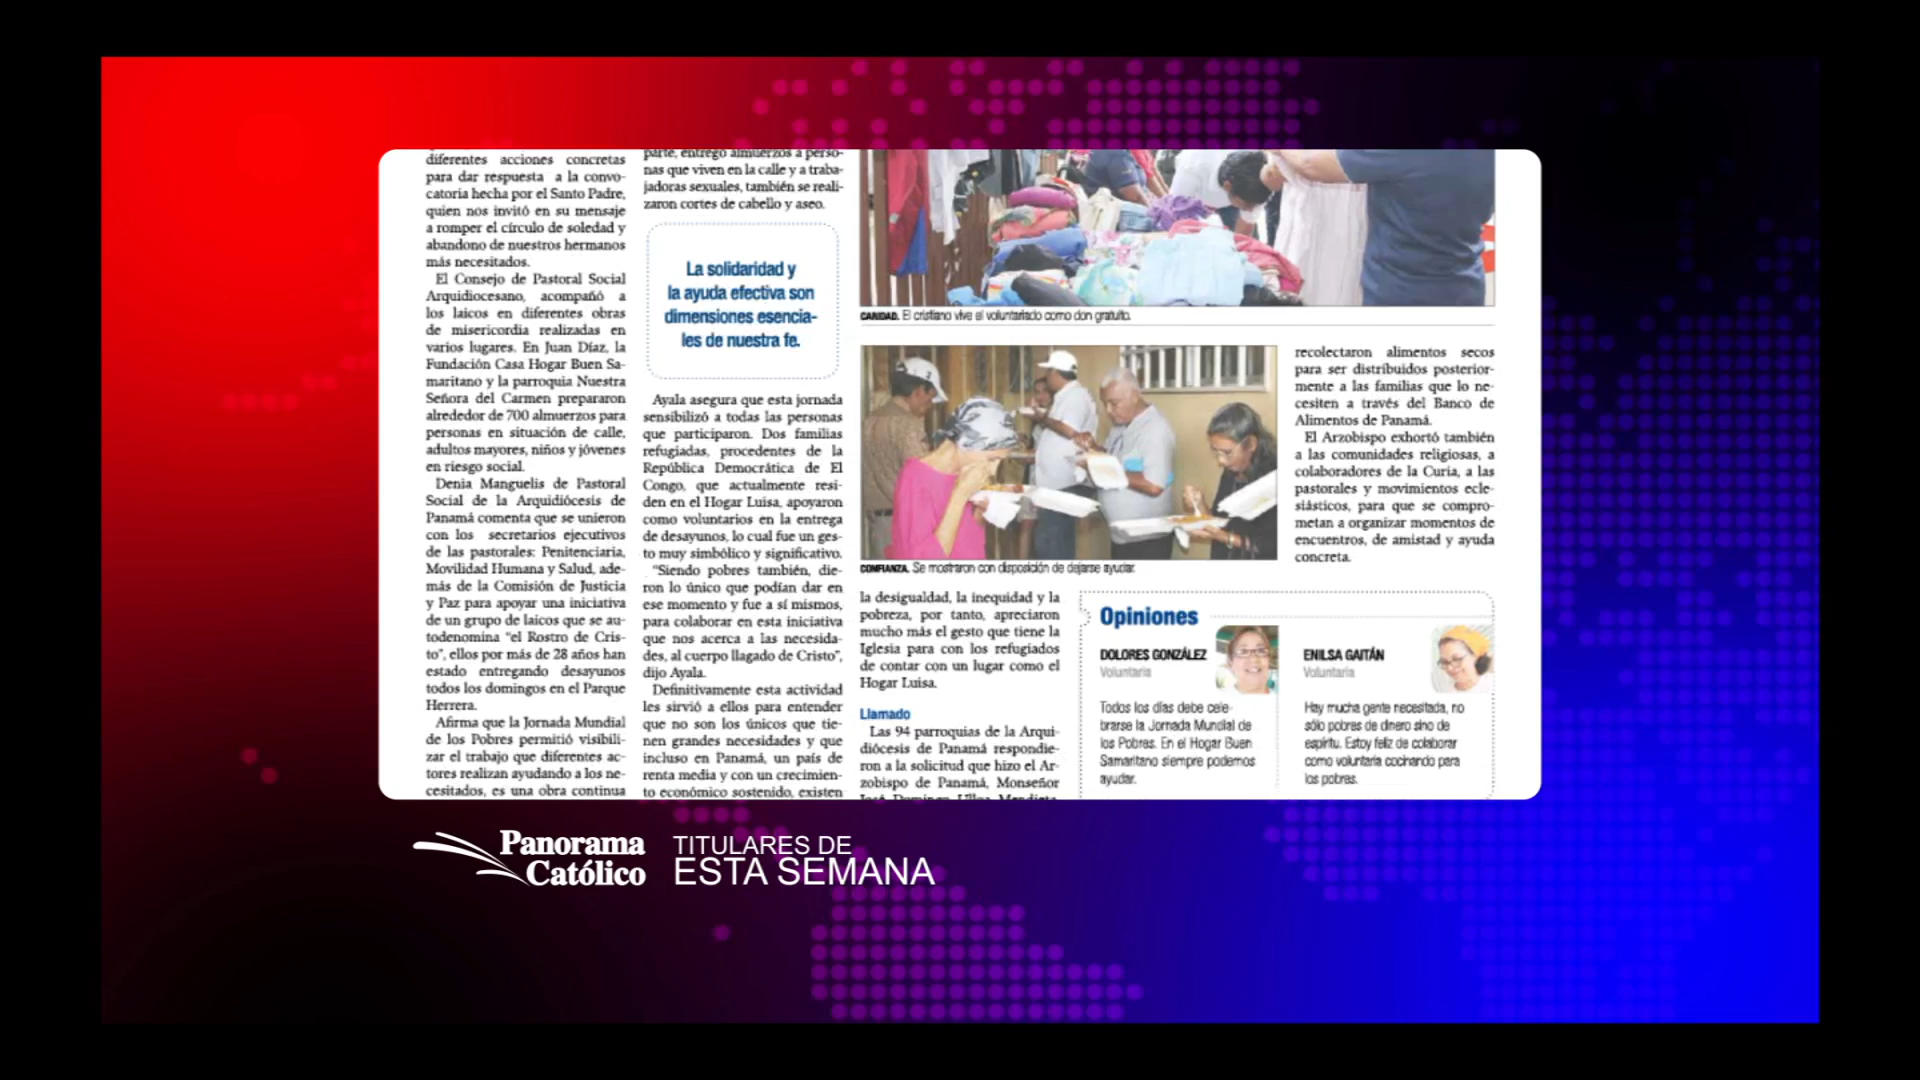 diferentes acciones concretas
para dar respuesta a la convo-
catoria hecha por el Santo Padre,
quien nos invitó en su mensaje
a romper el círculo de soledad y
abandono de nuestros hermanos
más necesitados.
El Consejo de Pastoral Social
Arquidiocesano, acompañó a
los laicos en diferentes obras
de misericordia realizadas en
varios lugares. En Juan Díaz, la
Fundación Casa Hogar Buen Sa-
maritano y la parroquia Nuestra
Señora del Carmen prepararon
alrededor de 700 almuerzos para
personas en situación de calle,
adultos mayores, niños y jóvenes
en riesgo social.
Denia Manguelis de Pastoral
Social de la Arquidiócesis de
Panamá comenta que se unieron
con los secretarios ejecutivos
de las pastorales: Penitenciaria,
Movilidad Humana y Salud, ade-
más de la Comisión de Justicia
y Paz para apoyar una iniciativa
de un grupo de laicos que se au-
todenomina "el Rostro de Cris-
to", ellos por más de 28 años han
estado entregando desayunos
todos los domingos en el Parque
Herrera.
Afirma que la Jornada Mundial
de los Pobres permitió visibili-
zar el trabajo que diferentes ac-
tores realizan ayudando a los ne-
cesitados, es una obra continua
parte, entregó almuerzos a perso-
nas que viven en la calle y a traba-
jadoras sexuales, también se reali-
zaron cortes de cabello y aseo.
La solidaridad y
la ayuda efectiva son
dimensiones esencia-
les de nuestra fe.
Ayala asegura que esta jornada
sensibilizó a todas las personas
que participaron. Dos familias
refugiadas, procedentes de la
República Democrática de El
Congo, que actualmente resi-
den en el Hogar Luisa, apoyaron
como voluntarios en la entrega
de desayunos, lo cual fue un ges-
to muy simbólico y significativo.
"Siendo pobres también, die-
ron lo único que podían dar en
ese momento y fue a sí mismos,
para colaborar en esta iniciativa
que nos acerca a las necesida-
des, al cuerpo llagado de Cristo",
dijo Ayala.
Definitivamente esta actividad
les sirvió a ellos para entender
que no son los únicos que tie-
nen grandes necesidades y que
incluso en Panamá, un país de
renta media y con un crecimien-
to económico sostenido, existen
CARIDAD. El cristiano vive el voluntariado como don gratuito.
CONFIANZA. Se mostraron con disposición de dejarse ayudar.
la desigualdad, la inequidad y la
pobreza, por tanto, apreciaron
mucho más el gesto que tiene la
Iglesia para con los refugiados
de contar con un lugar como el
Hogar Luisa.
Llamado
Las 94 parroquias de la Arqui-
diócesis de Panamá respondie-
ron a la solicitud que hizo el Ar-
zobispo de Panamá, Monseñor
José Domingo Ulloa Mendieta,
recolectaron alimentos secos
para ser distribuidos posterior-
mente a las familias que lo ne-
cesiten a través del Banco de
Alimentos de Panamá.
El Arzobispo exhortó también
a las comunidades religiosas, a
colaboradores de la Curia, a las
pastorales y movimientos ecle-
siásticos, para que se compro-
metan a organizar momentos de
encuentros, de amistad y ayuda
concreta.
Opiniones
DOLORES GONZÁLEZ
Voluntaria
Todos los días debe cele-
brarse la Jornada Mundial de
los Pobres. En el Hogar Buen
Samaritano siempre podemos
ayudar.
ENILSA GAITÁN
Voluntaria
Hay mucha gente necesitada, no
sólo pobres de dinero sino de
espíritu. Estoy feliz de colaborar
como voluntaria cocinando para
los pobres.
Panorama
Católico
TITULARES DE
ESTA SEMANA